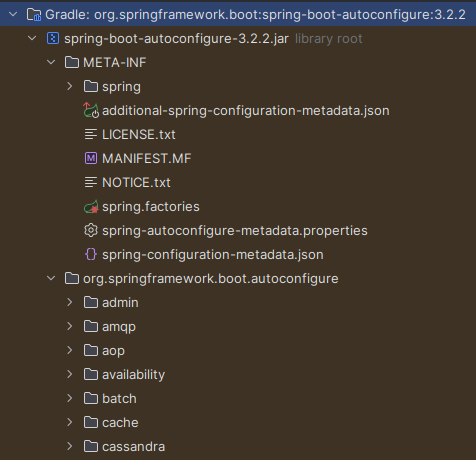 Gradle: org.springframework.boot:spring-boot-autoconfigure:3.2.2
spring-boot-autoconfigure-3.2.2.jar library root
META-INF
spring
additional-spring-configuration-metadata.json
LICENSE.txt
M MANIFEST.MF
NOTICE.txt
spring.factories
spring-autoconfigure-metadata.properties
{} spring-configuration-metadata.json
org.springframework.boot.autoconfigure
admin
amqp
aop
availability
batch
cache
cassandra